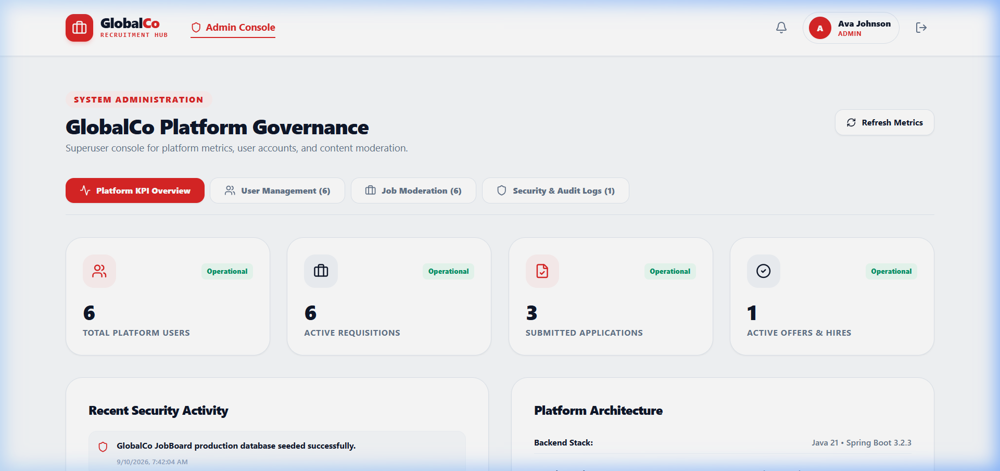 GlobalCo
RECRUITMENT HUB
Admin Console
A
Ava Johnson
ADMIN
SYSTEM ADMINISTRATION
GlobalCo Platform Governance
Superuser console for platform metrics, user accounts, and content moderation.
Refresh Metrics
Platform KPI Overview
User Management (6)
Job Moderation (6)
Security & Audit Logs (1)
Operational
6
TOTAL PLATFORM USERS
Operational
6
ACTIVE REQUISITIONS
Operational
3
SUBMITTED APPLICATIONS
Operational
1
ACTIVE OFFERS & HIRES
Recent Security Activity
GlobalCo JobBoard production database seeded successfully.
9/10/2026, 7:42:04 AM
Platform Architecture
Backend Stack:
Java 21 • Spring Boot 3.2.3